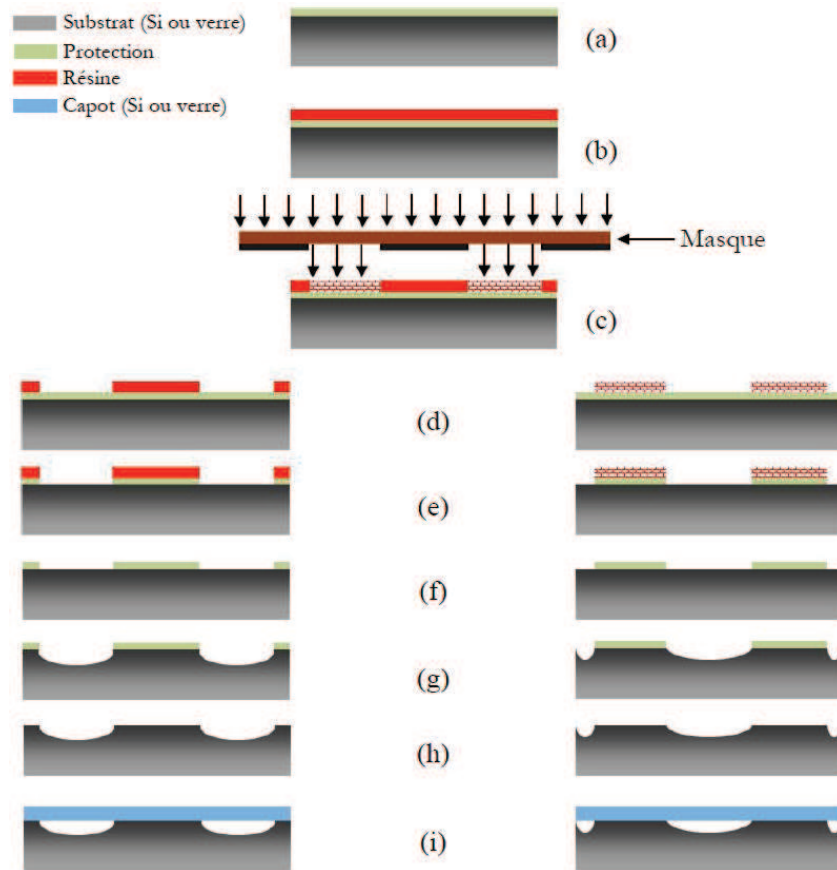 Substrat (Si ou verre)
Protection
Résine
Capot (Si ou verre)
(a)
(b)
Masque
(c)
(d)
(e)
(f)
(g)
(h)
(i)